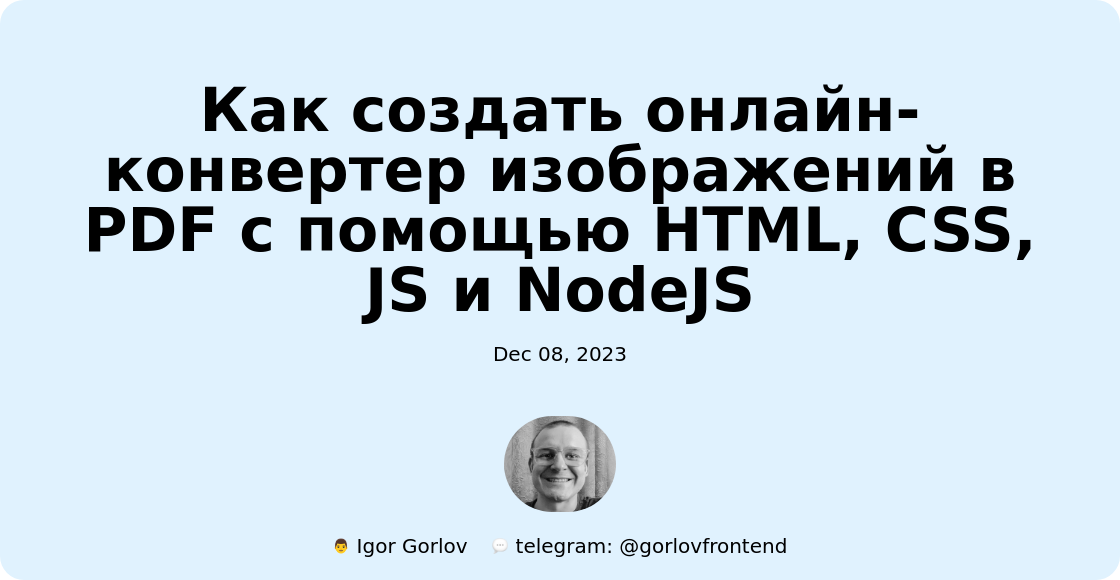 Как создать онлайн-
конвертер изображений в
PDF с помощью HTML, CSS,
JS и NodeJS
Dec 08, 2023
Igor Gorlov telegram: @gorlovfrontend